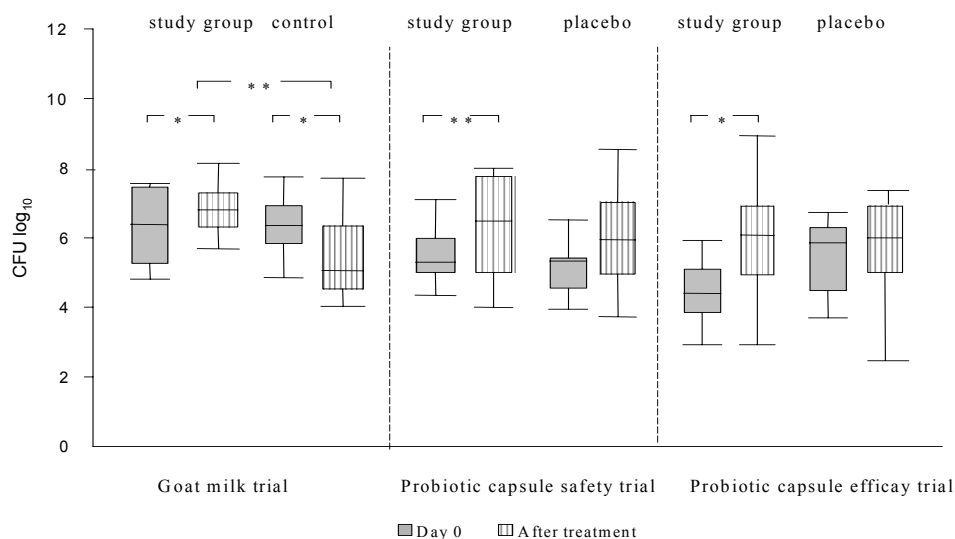 study group control study group placebo study group placebo
12
* *
10
* * * * *
8
6
4
2
0
CFU log10
Goat milk trial Probiotic capsule safety trial Probiotic capsule efficay trial
Day 0 After treatment